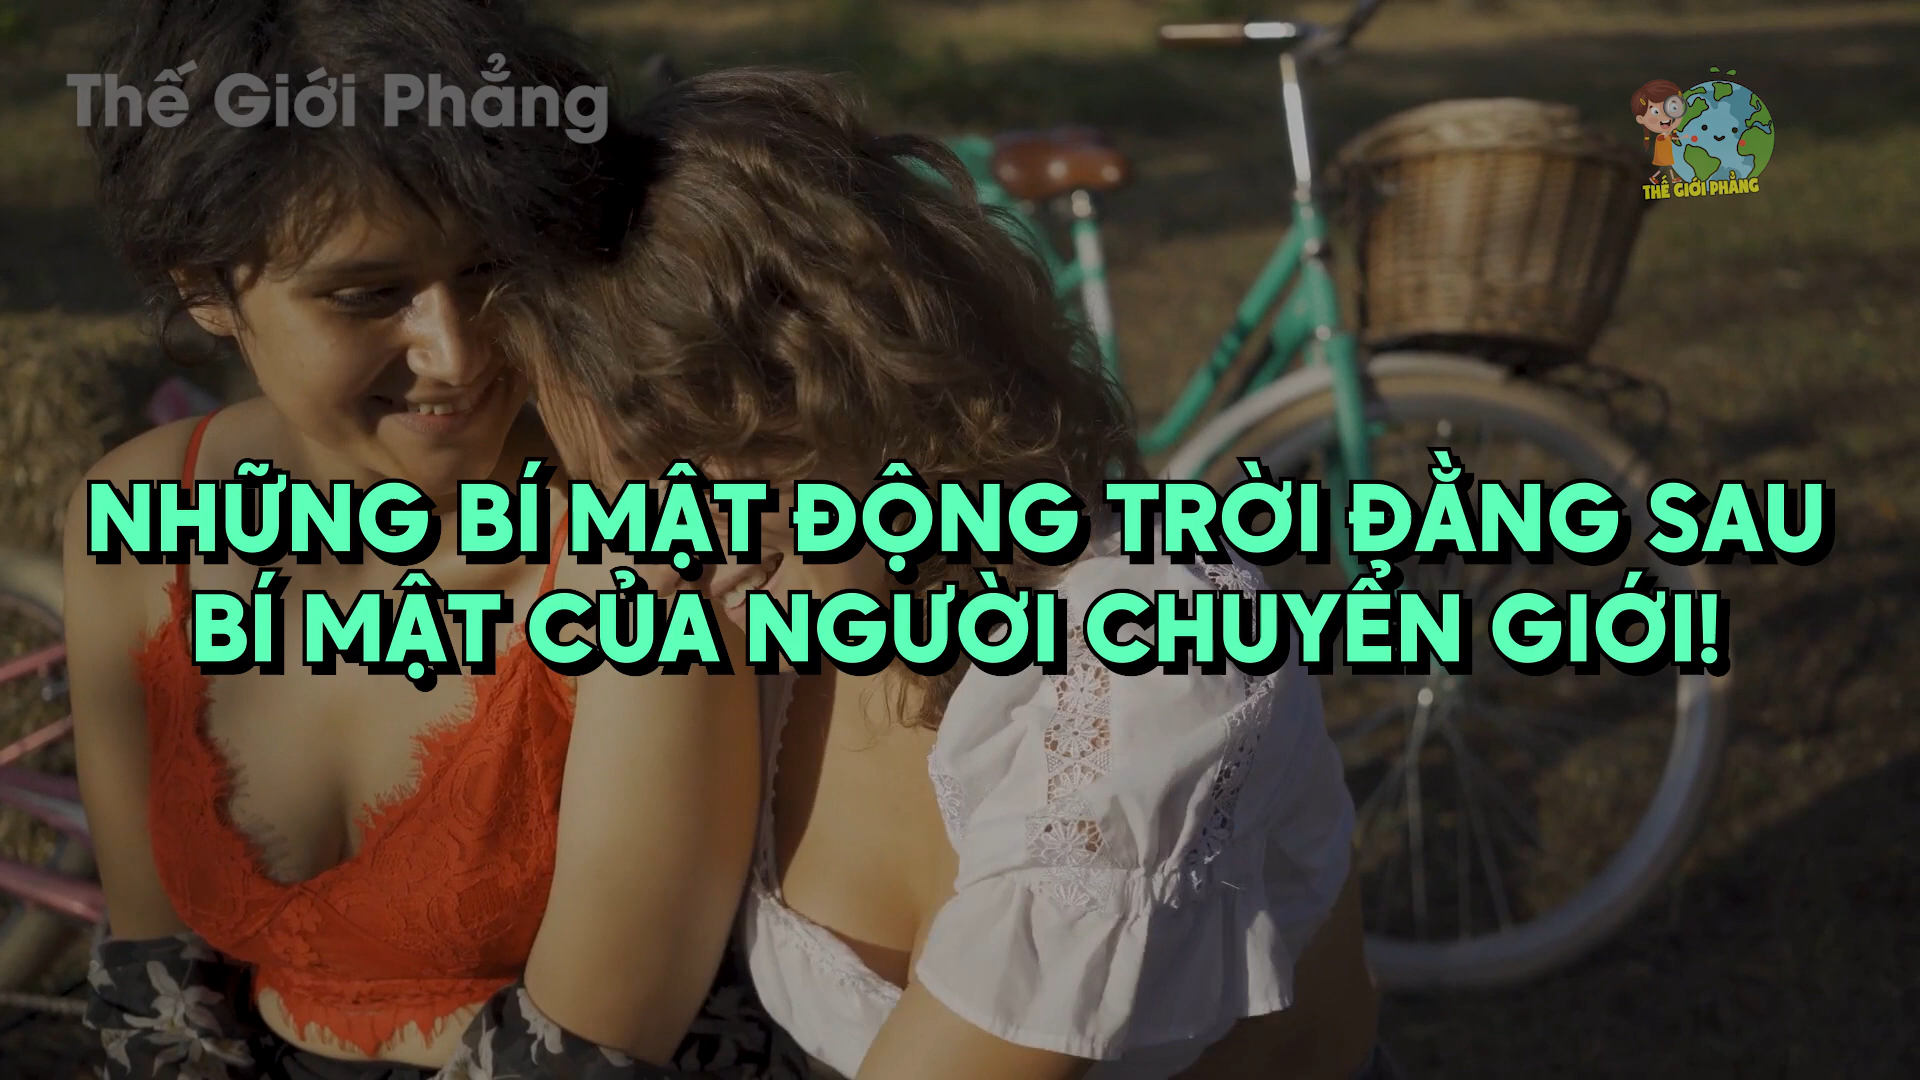 Thế Giới Phẳng
THẾ GIỚI PHẲNG
NHỮNG BÍ MẬT ĐỘNG TRỜI ĐẰNG SAU
BÍ MẬT CỦA NGƯỜI CHUYỂN GIỚI!